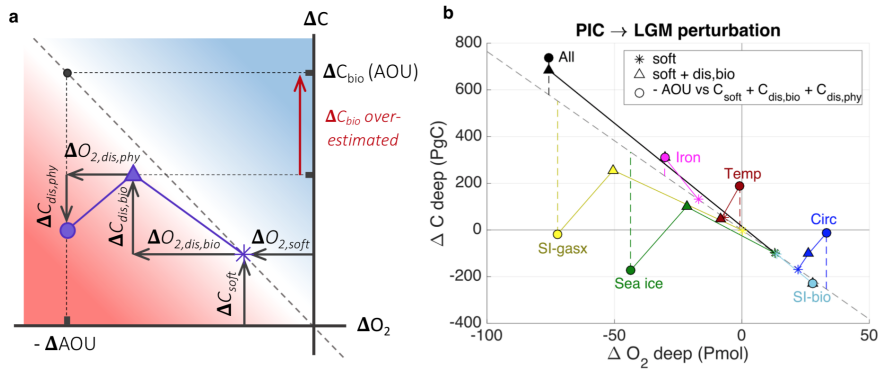 a
ΔC
ΔC_bio (AOU)
ΔC_bio over-
estimated
ΔO_2,dis,phy
ΔC_dis,phy
ΔC_dis,bio
ΔO_2,dis,bio
ΔO_2,soft
ΔC_soft
ΔO₂
- ΔAOU
b
PIC → LGM perturbation
soft
soft + dis,bio
- AOU vs C_soft + C_dis,bio + C_dis,phy
All
Iron
Temp
Circ
SI-gasx
Sea ice
SI-bio
800
600
400
200
0
-200
-400
Δ C deep (PgC)
-100
-50
0
50
Δ O₂ deep (Pmol)